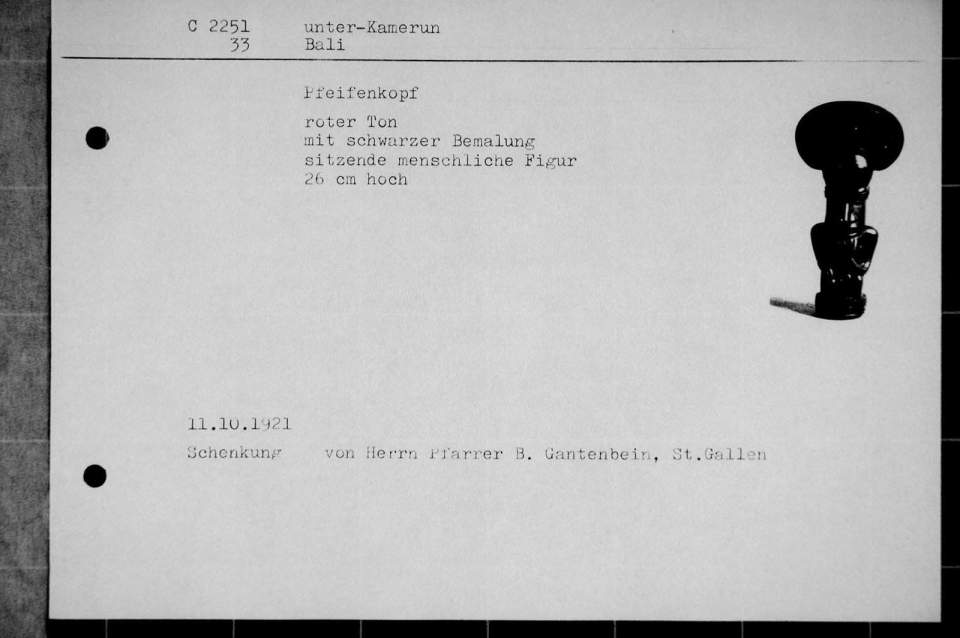 C 2251 unter-Kamerun
33 Bali
Pfeifenkopf
roter Ton
mit schwarzer Bemalung
sitzende menschliche Figur
26 cm hoch
11.10.1921
Schenkung von Herrn Pfarrer B. Gantenbein, St.Gallen